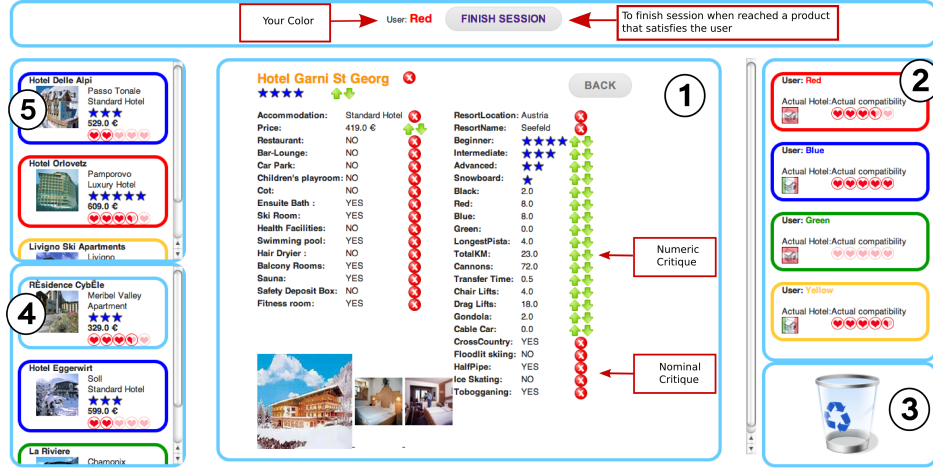 Your Color
User: Red
FINISH SESSION
To finish session when reached a product
that satisfies the user
5
Hotel Delle Alpi
Passo Tonale
Standard Hotel
529.0 €
Hotel Orlovetz
Pamporovo
Luxury Hotel
609.0 €
Livigno Ski Apartments
Livigno
4
RÈsidence CybËle
Meribel Valley
Apartment
329.0 €
Hotel Eggerwirt
Soll
Standard Hotel
599.0 €
La Riviere
Chamonix
1
Hotel Garni St Georg
BACK
Accommodation: Standard Hotel
Price: 419.0 €
Restaurant: NO
Bar-Lounge: NO
Car Park: NO
Children's playroom: NO
Cot: NO
Ensuite Bath : YES
Ski Room: YES
Health Facilities: NO
Swimming pool: YES
Hair Dryier : NO
Balcony Rooms: YES
Sauna: YES
Safety Deposit Box: NO
Fitness room: YES
ResortLocation: Austria
ResortName: Seefeld
Beginner:
Intermediate:
Advanced:
Snowboard:
Black: 2.0
Red: 8.0
Blue: 8.0
Green: 0.0
LongestPista: 4.0
TotalKM: 23.0
Cannons: 72.0
Transfer Time: 0.5
Chair Lifts: 4.0
Drag Lifts: 18.0
Gondola: 2.0
Cable Car: 0.0
CrossCountry: YES
Floodlit skiing: NO
HalfPipe: YES
Ice Skating: NO
Tobogganing: YES
Numeric
Critique
Nominal
Critique
2
User: Red
Actual Hotel:Actual compatibility
User: Blue
Actual Hotel:Actual compatibility
User: Green
Actual Hotel:Actual compatibility
User: Yellow
Actual Hotel:Actual compatibility
3